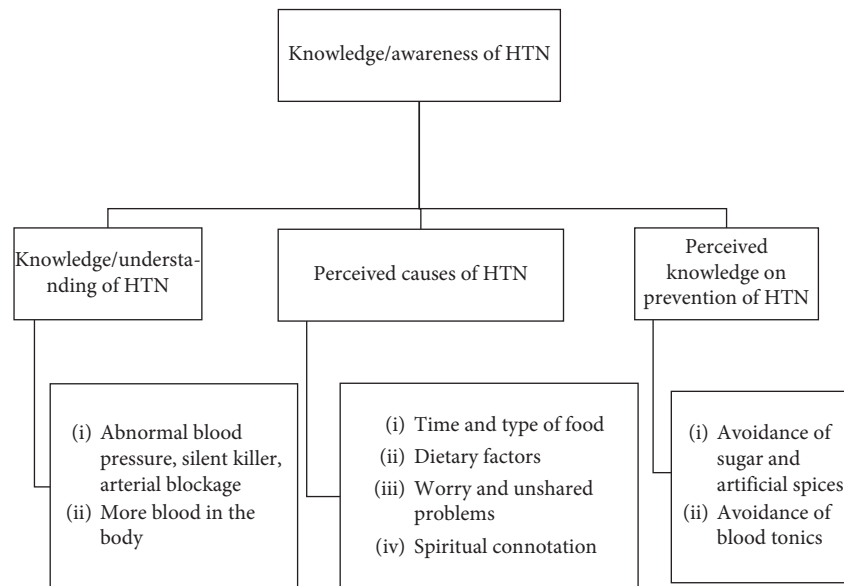 Knowledge/awareness of HTN
Knowledge/understa-
nding of HTN
Perceived causes of HTN
Perceived
knowledge on
prevention of HTN
(i) Abnormal blood
pressure, silent killer,
arterial blockage
(ii) More blood in the
body
(i) Time and type of food
(ii) Dietary factors
(iii) Worry and unshared
problems
(iv) Spiritual connotation
(i) Avoidance of
sugar and
artificial spices
(ii) Avoidance of
blood tonics